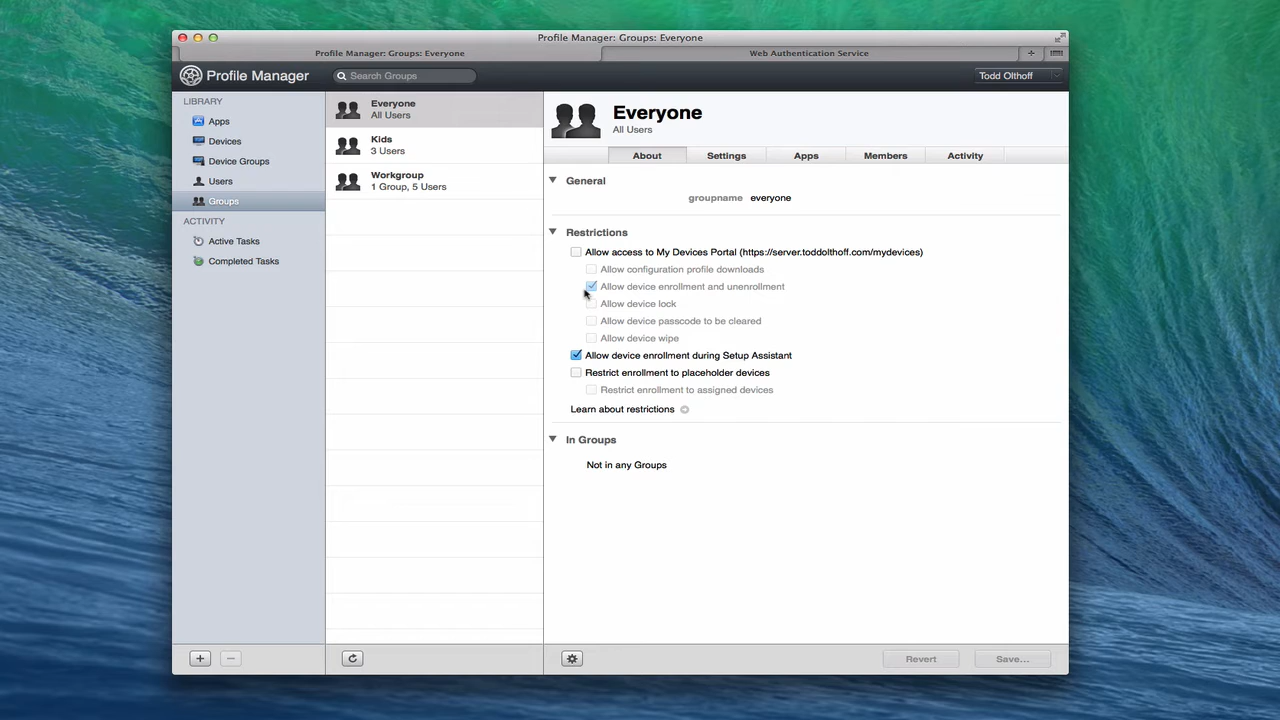 Profile Manager: Groups: Everyone
Profile Manager: Groups: Everyone
Web Authentication Service
Profile Manager
Search Groups
Todd Olthoff
LIBRARY
Apps
Devices
Device Groups
Users
Groups
ACTIVITY
Active Tasks
Completed Tasks
Everyone
All Users
Kids
3 Users
Workgroup
1 Group, 5 Users
Everyone
All Users
About
Settings
Apps
Members
Activity
General
groupname everyone
Restrictions
Allow access to My Devices Portal (https://server.toddolthoff.com/mydevices)
Allow configuration profile downloads
Allow device enrollment and unenrollment
Allow device lock
Allow device passcode to be cleared
Allow device wipe
Allow device enrollment during Setup Assistant
Restrict enrollment to placeholder devices
Restrict enrollment to assigned devices
Learn about restrictions
In Groups
Not in any Groups
Revert
Save...